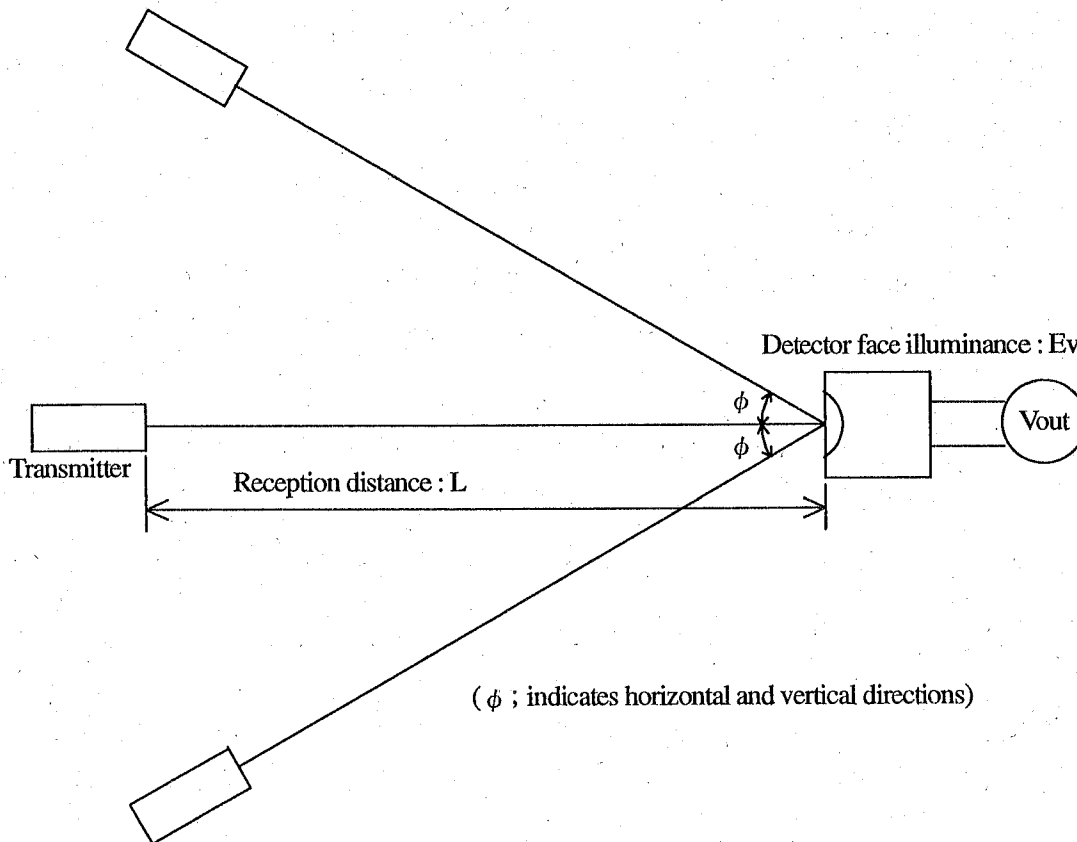 Detector face illuminance : Ev
ϕ
Vout
ϕ
Transmitter
Reception distance : L
( ϕ ; indicates horizontal and vertical directions)